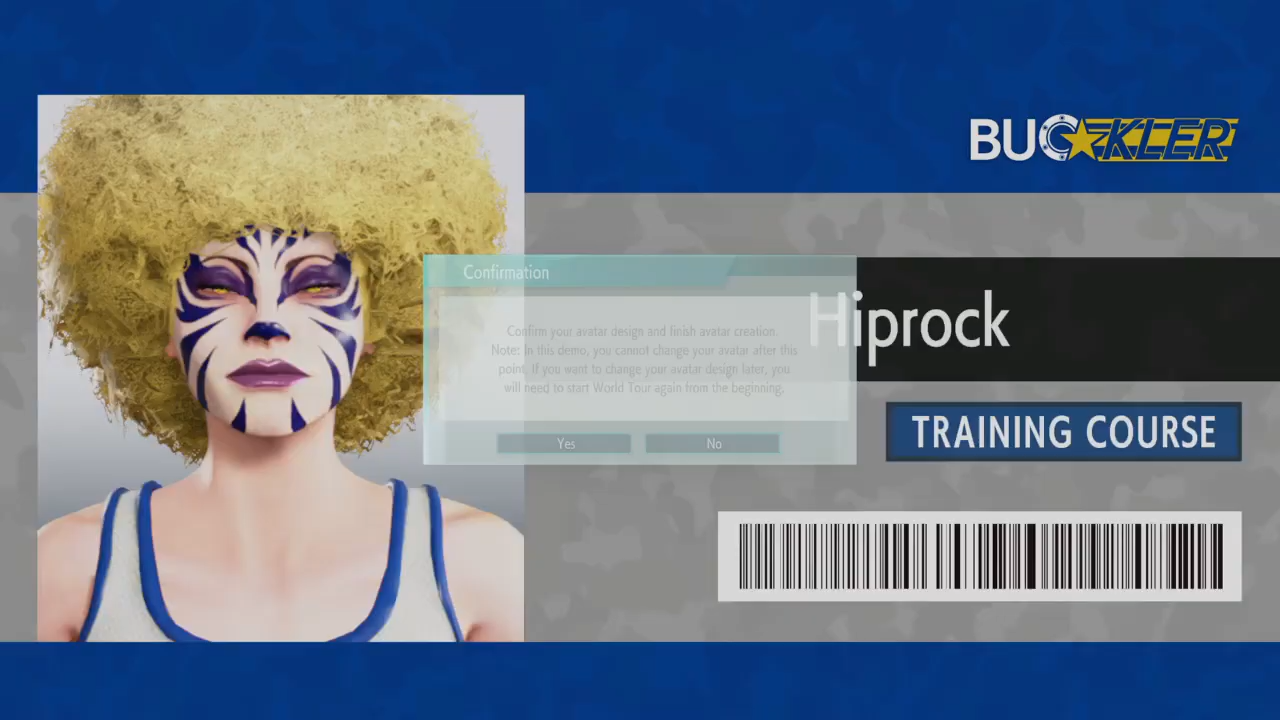 BUCKLER
Confirmation
Confirm your avatar design and finish avatar creation.
Note: In this demo, you cannot change your avatar after this
point. If you want to change your avatar design later, you
will need to start World Tour again from the beginning.
Yes
No
Hiprock
TRAINING COURSE